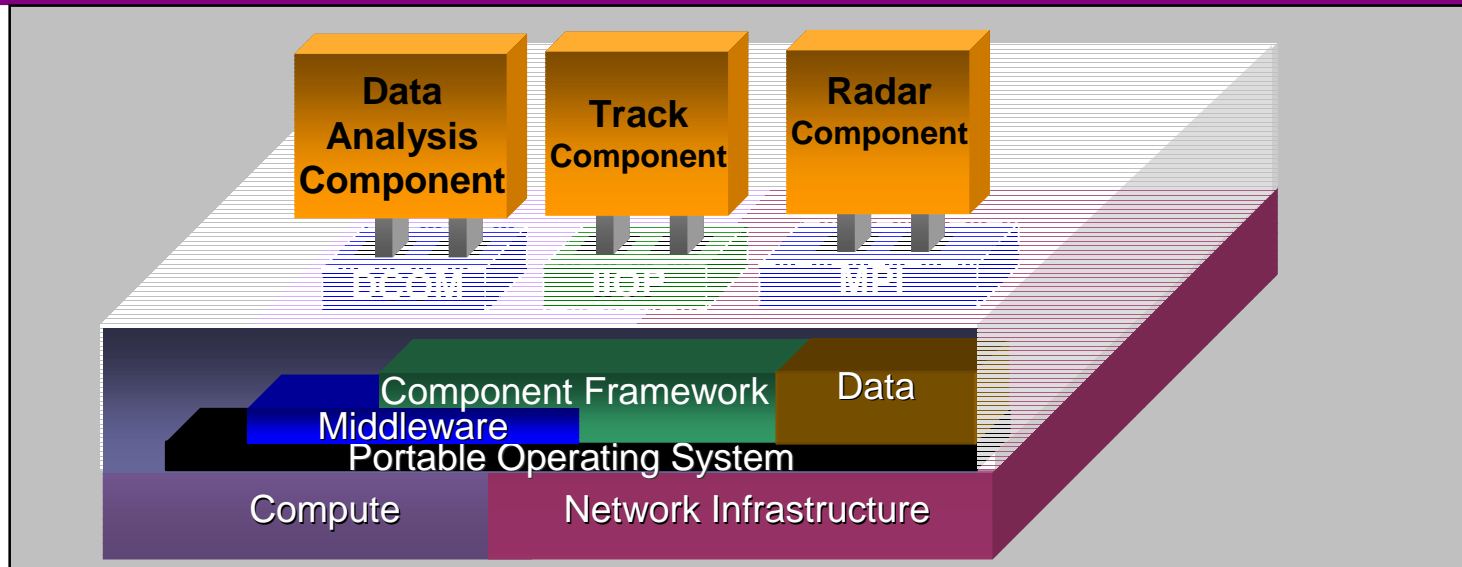 Data
Analysis
Component
Track
Component
Radar
Component
DCOM
IIOP
MPI
Component Framework
Data
Middleware
Portable Operating System
Compute
Network Infrastructure